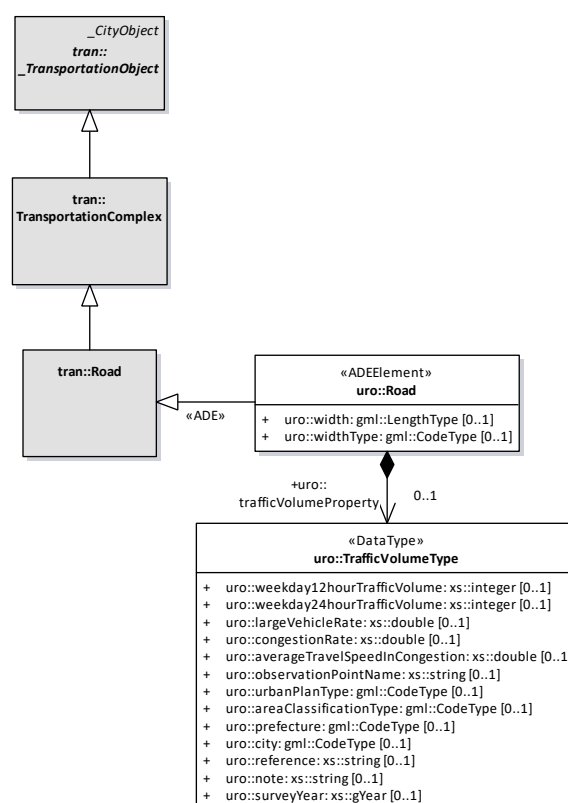 _CityObject
tran::
_TransportationObject
tran::
TransportationComplex
tran::Road
«ADE»
«ADEElement»
uro::Road
+ uro::width: gml::LengthType [0..1]
+ uro::widthType: gml::CodeType [0..1]
+uro::
trafficVolumeProperty
0..1
«DataType»
uro::TrafficVolumeType
+ uro::weekday12hourTrafficVolume: xs::integer [0..1]
+ uro::weekday24hourTrafficVolume: xs::integer [0..1]
+ uro::largeVehicleRate: xs::double [0..1]
+ uro::congestionRate: xs::double [0..1]
+ uro::averageTravelSpeedInCongestion: xs::double [0..1]
+ uro::observationPointName: xs::string [0..1]
+ uro::urbanPlanType: gml::CodeType [0..1]
+ uro::areaClassificationType: gml::CodeType [0..1]
+ uro::prefecture: gml::CodeType [0..1]
+ uro::city: gml::CodeType [0..1]
+ uro::reference: xs::string [0..1]
+ uro::note: xs::string [0..1]
+ uro::surveyYear: xs::gYear [0..1]